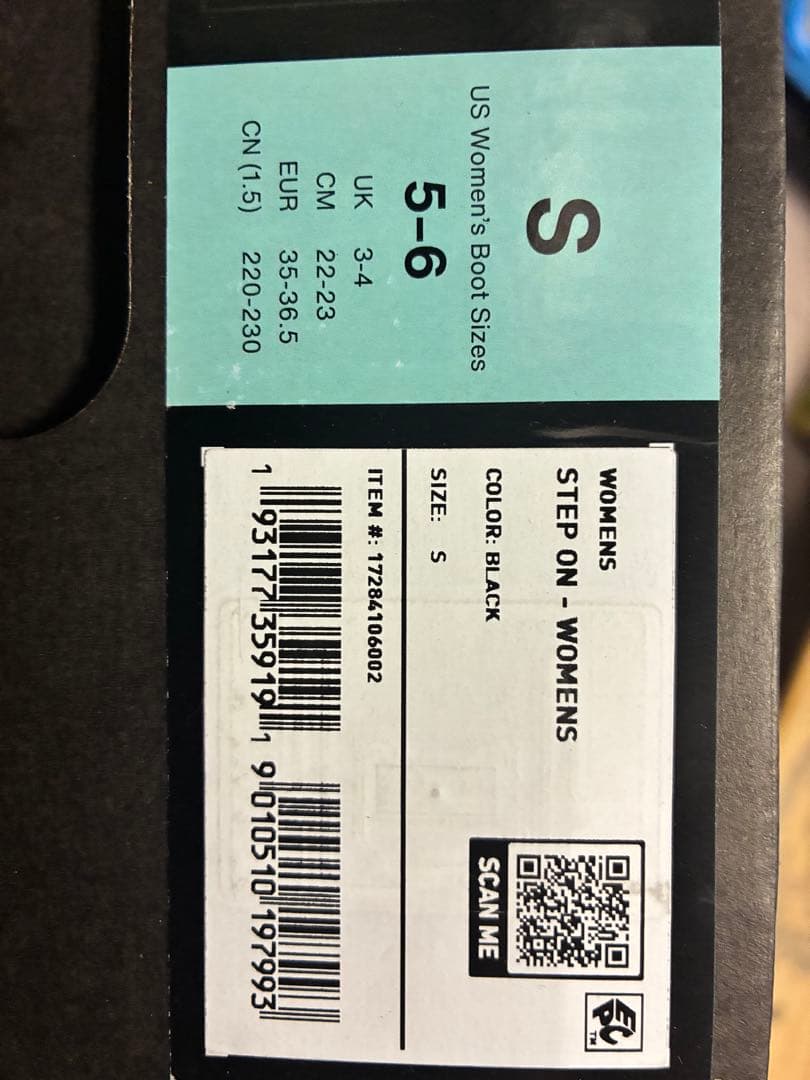 S
US Women's Boot Sizes
5-6
UK 3-4
CM 22-23
EUR 35-36.5
CN (1.5) 220-230
WOMENS
STEP ON - WOMENS
COLOR: BLACK
SIZE: S
SCAN ME
EST™
ITEM #: 17284106002
1 93177 35919 1
9 010510 197993